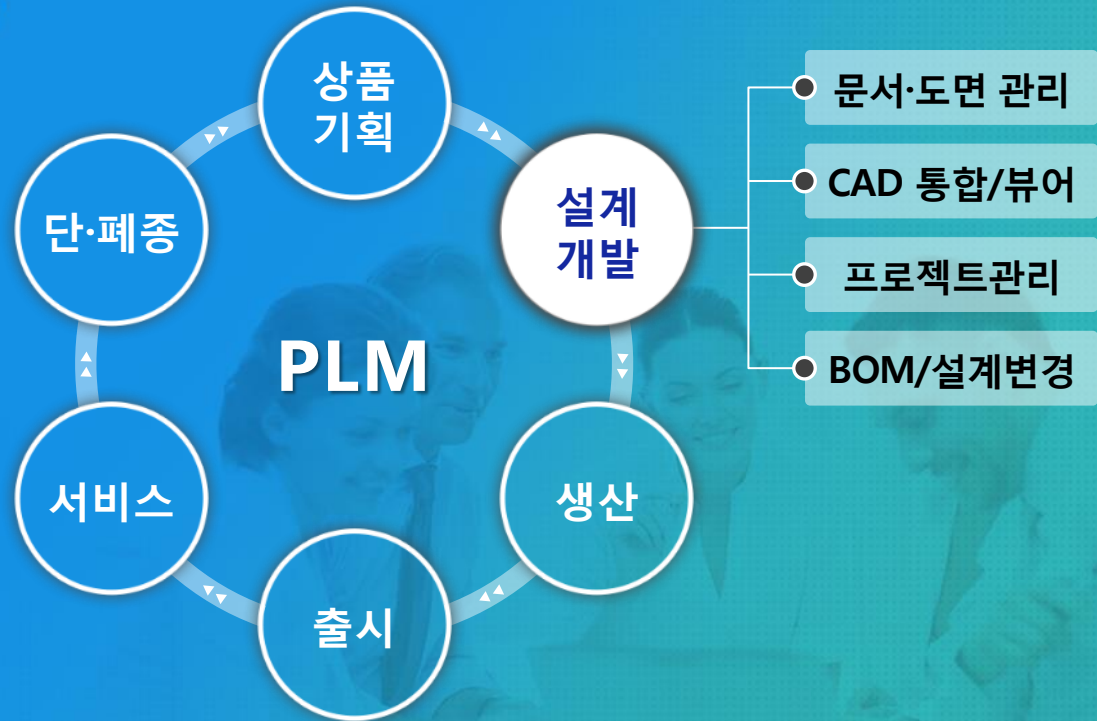 상품
기획
설계
개발
생산
출시
서비스
단·폐종
PLM
문서·도면 관리
CAD 통합/뷰어
프로젝트관리
BOM/설계변경